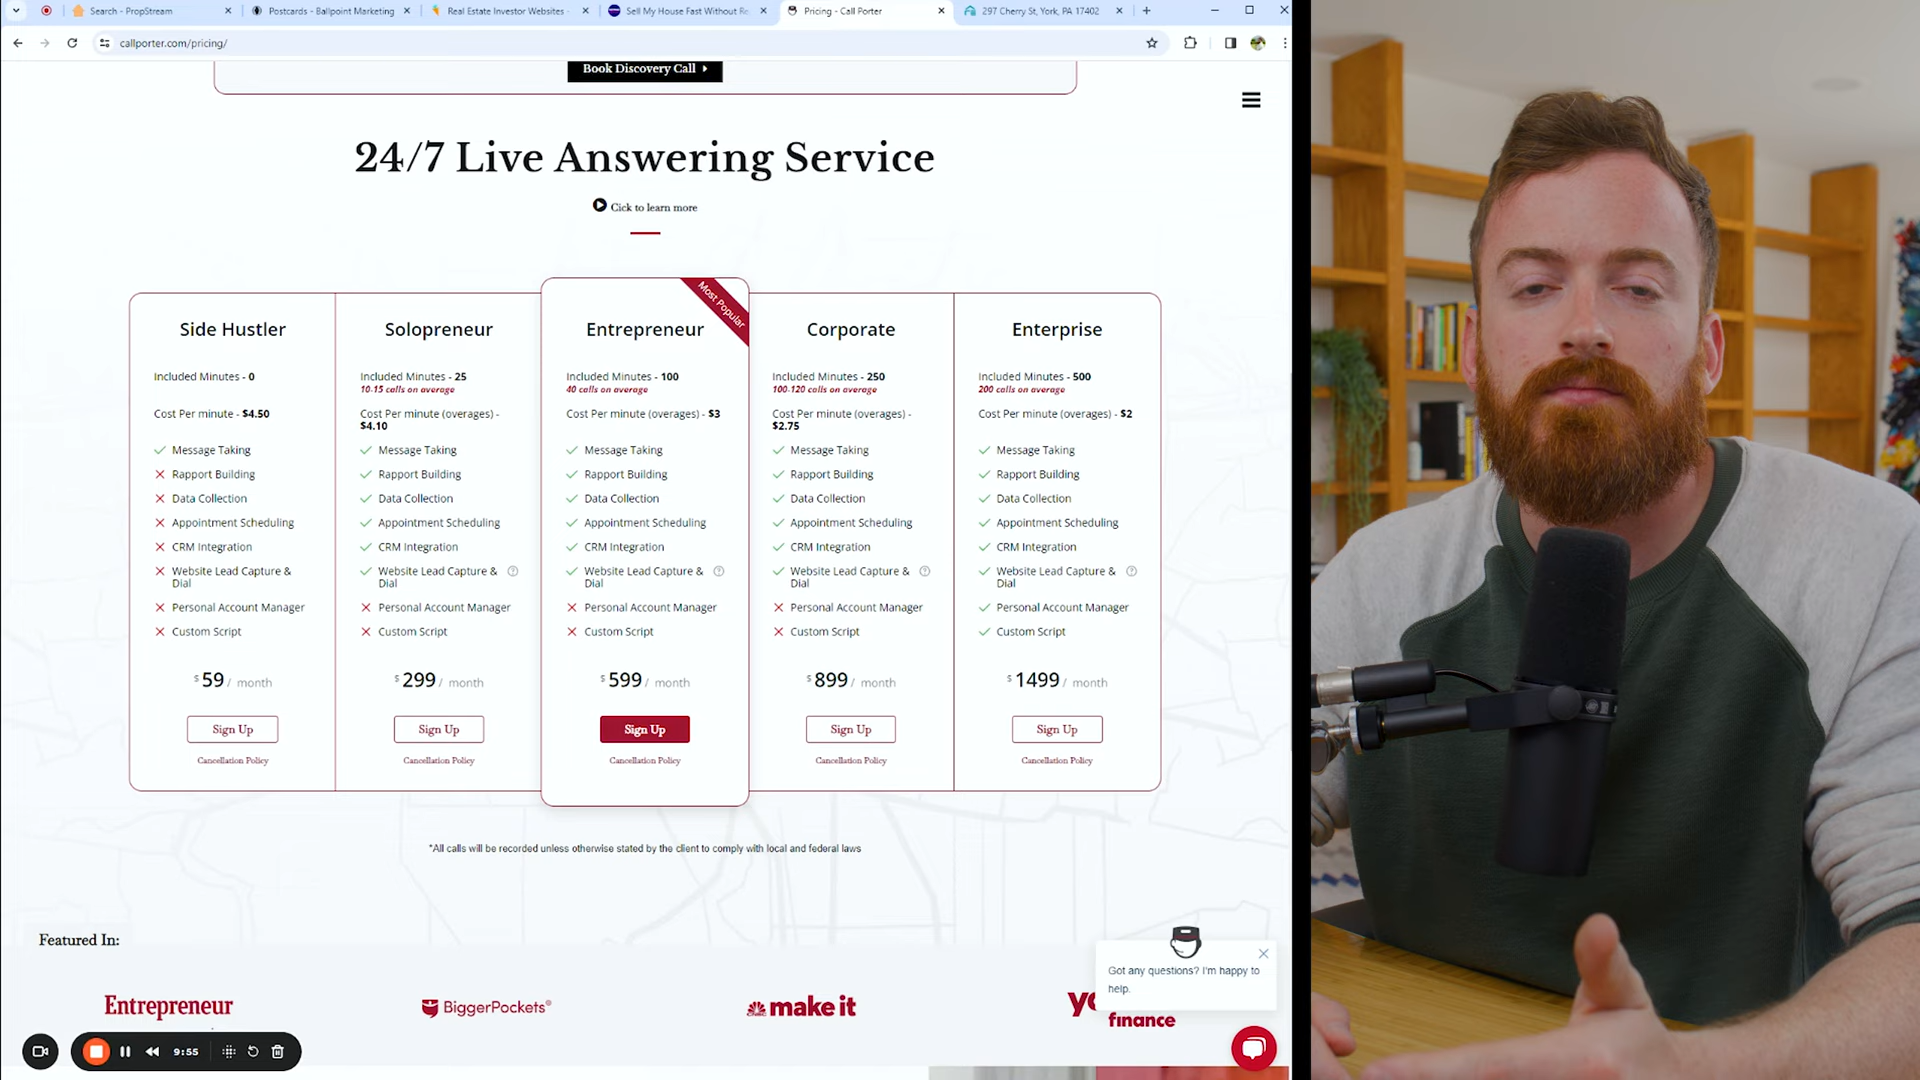 Search - PropStream
Postcards - Ballpoint Marketing
Real Estate Investor Websites -
Sell My House Fast Without Re
Pricing - Call Porter
297 Cherry St, York, PA 17402
callporter.com/pricing/
Book Discovery Call
24/7 Live Answering Service
Cick to learn more
Side Hustler
Included Minutes - 0
Cost Per minute - $4.50
Message Taking
Rapport Building
Data Collection
Appointment Scheduling
CRM Integration
Website Lead Capture &
Dial
Personal Account Manager
Custom Script
$59/ month
Sign Up
Cancellation Policy
Solopreneur
Included Minutes - 25
10-15 calls on average
Cost Per minute (overages) -
$4.10
Message Taking
Rapport Building
Data Collection
Appointment Scheduling
CRM Integration
Website Lead Capture &
Dial
Personal Account Manager
Custom Script
$299/ month
Sign Up
Cancellation Policy
Most Popular
Entrepreneur
Included Minutes - 100
40 calls on average
Cost Per minute (overages) - $3
Message Taking
Rapport Building
Data Collection
Appointment Scheduling
CRM Integration
Website Lead Capture &
Dial
Personal Account Manager
Custom Script
$599/ month
Sign Up
Cancellation Policy
Corporate
Included Minutes - 250
100-120 calls on average
Cost Per minute (overages) -
$2.75
Message Taking
Rapport Building
Data Collection
Appointment Scheduling
CRM Integration
Website Lead Capture &
Dial
Personal Account Manager
Custom Script
$899/ month
Sign Up
Cancellation Policy
Enterprise
Included Minutes - 500
200 calls on average
Cost Per minute (overages) - $2
Message Taking
Rapport Building
Data Collection
Appointment Scheduling
CRM Integration
Website Lead Capture &
Dial
Personal Account Manager
Custom Script
$1499/ month
Sign Up
Cancellation Policy
*All calls will be recorded unless otherwise stated by the client to comply with local and federal laws
Featured In:
Got any questions? I'm happy to
help.
Entrepreneur
BiggerPockets®
make it
finance
9:55